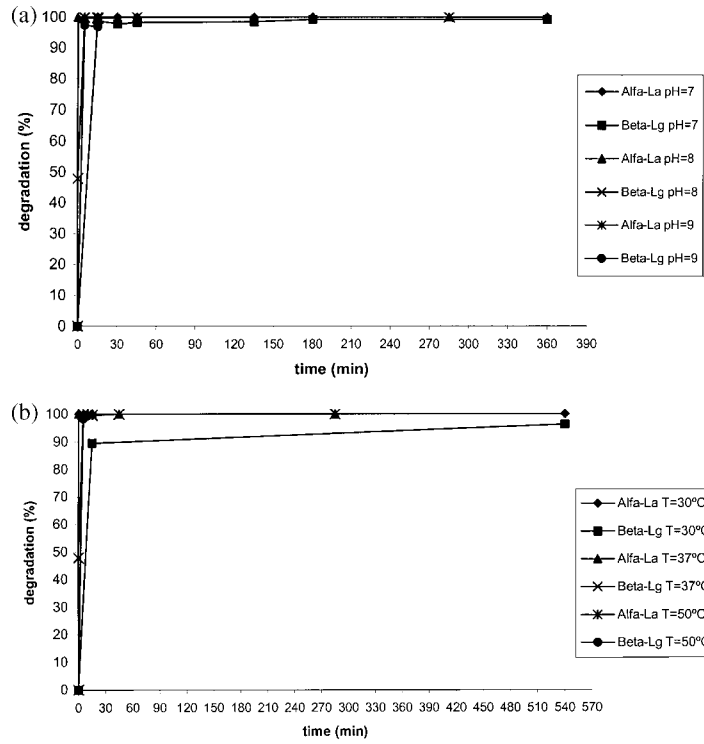 (a)
100
90
80
70
60
50
40
30
20
10
0
degradation (%)
0 30 60 90 120 150 180 210 240 270 300 330 360 390
time (min)
Alfa-La pH=7
Beta-Lg pH=7
Alfa-La pH=8
Beta-Lg pH=8
Alfa-La pH=9
Beta-Lg pH=9
(b)
100
90
80
70
60
50
40
30
20
10
0
degradation (%)
0 30 60 90 120 150 180 210 240 270 300 330 360 390 420 450 480 510 540 570
time (min)
Alfa-La T=30ºC
Beta-Lg T=30ºC
Alfa-La T=37ºC
Beta-Lg T=37ºC
Alfa-La T=50ºC
Beta-Lg T=50ºC